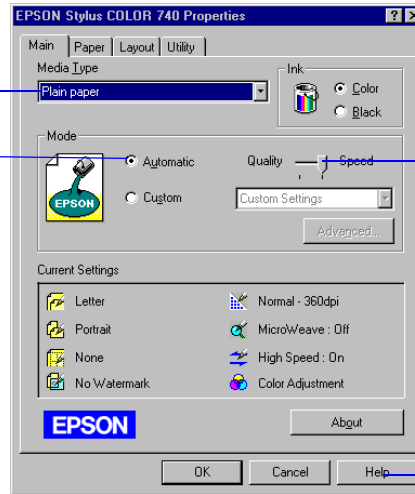 EPSON Stylus COLOR 740 Properties
Main Paper Layout Utility
Media Type
Plain paper
Ink
Color
Black
Mode
EPSON
Automatic
Custom
Quality Speed
Custom Settings
Advanced...
Current Settings
Letter
Portrait
None
No Watermark
Normal - 360dpi
MicroWeave : Off
High Speed : On
Color Adjustment
EPSON
About
OK Cancel Help